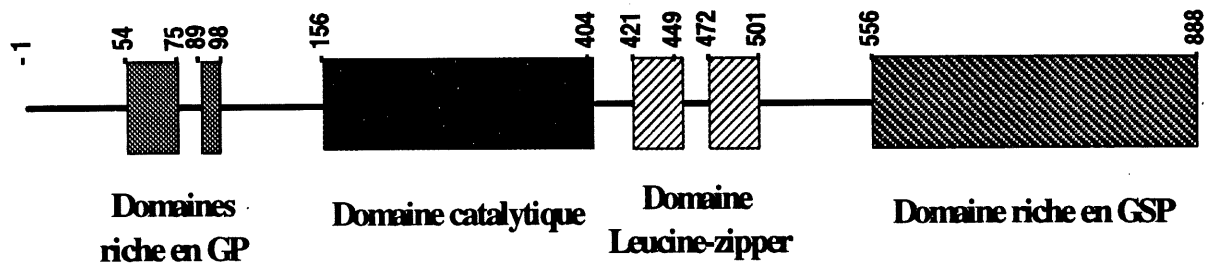 - 1
54
75
89
98
156
404
421
449
472
501
556
888
Domaines
riche en GP
Domaine catalytique
Domaine
Leucine-zipper
Domaine riche en GSP